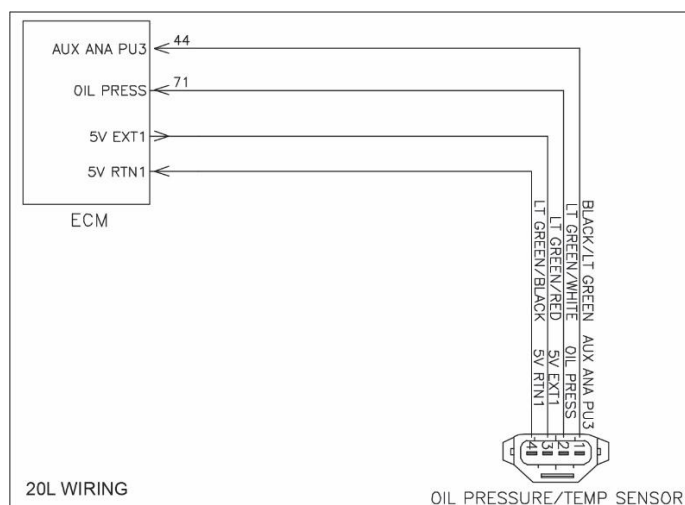 AUX ANA PU3
44
OIL PRESS
71
5V EXT1
5V RTN1
ECM
BLACK/LT GREEN AUX ANA PU3
LT GREEN/WHITE OIL PRESS
LT GREEN/RED 5V EXT1
LT GREEN/BLACK 5V RTN1
4 3 2 1
20L WIRING
OIL PRESSURE/TEMP SENSOR